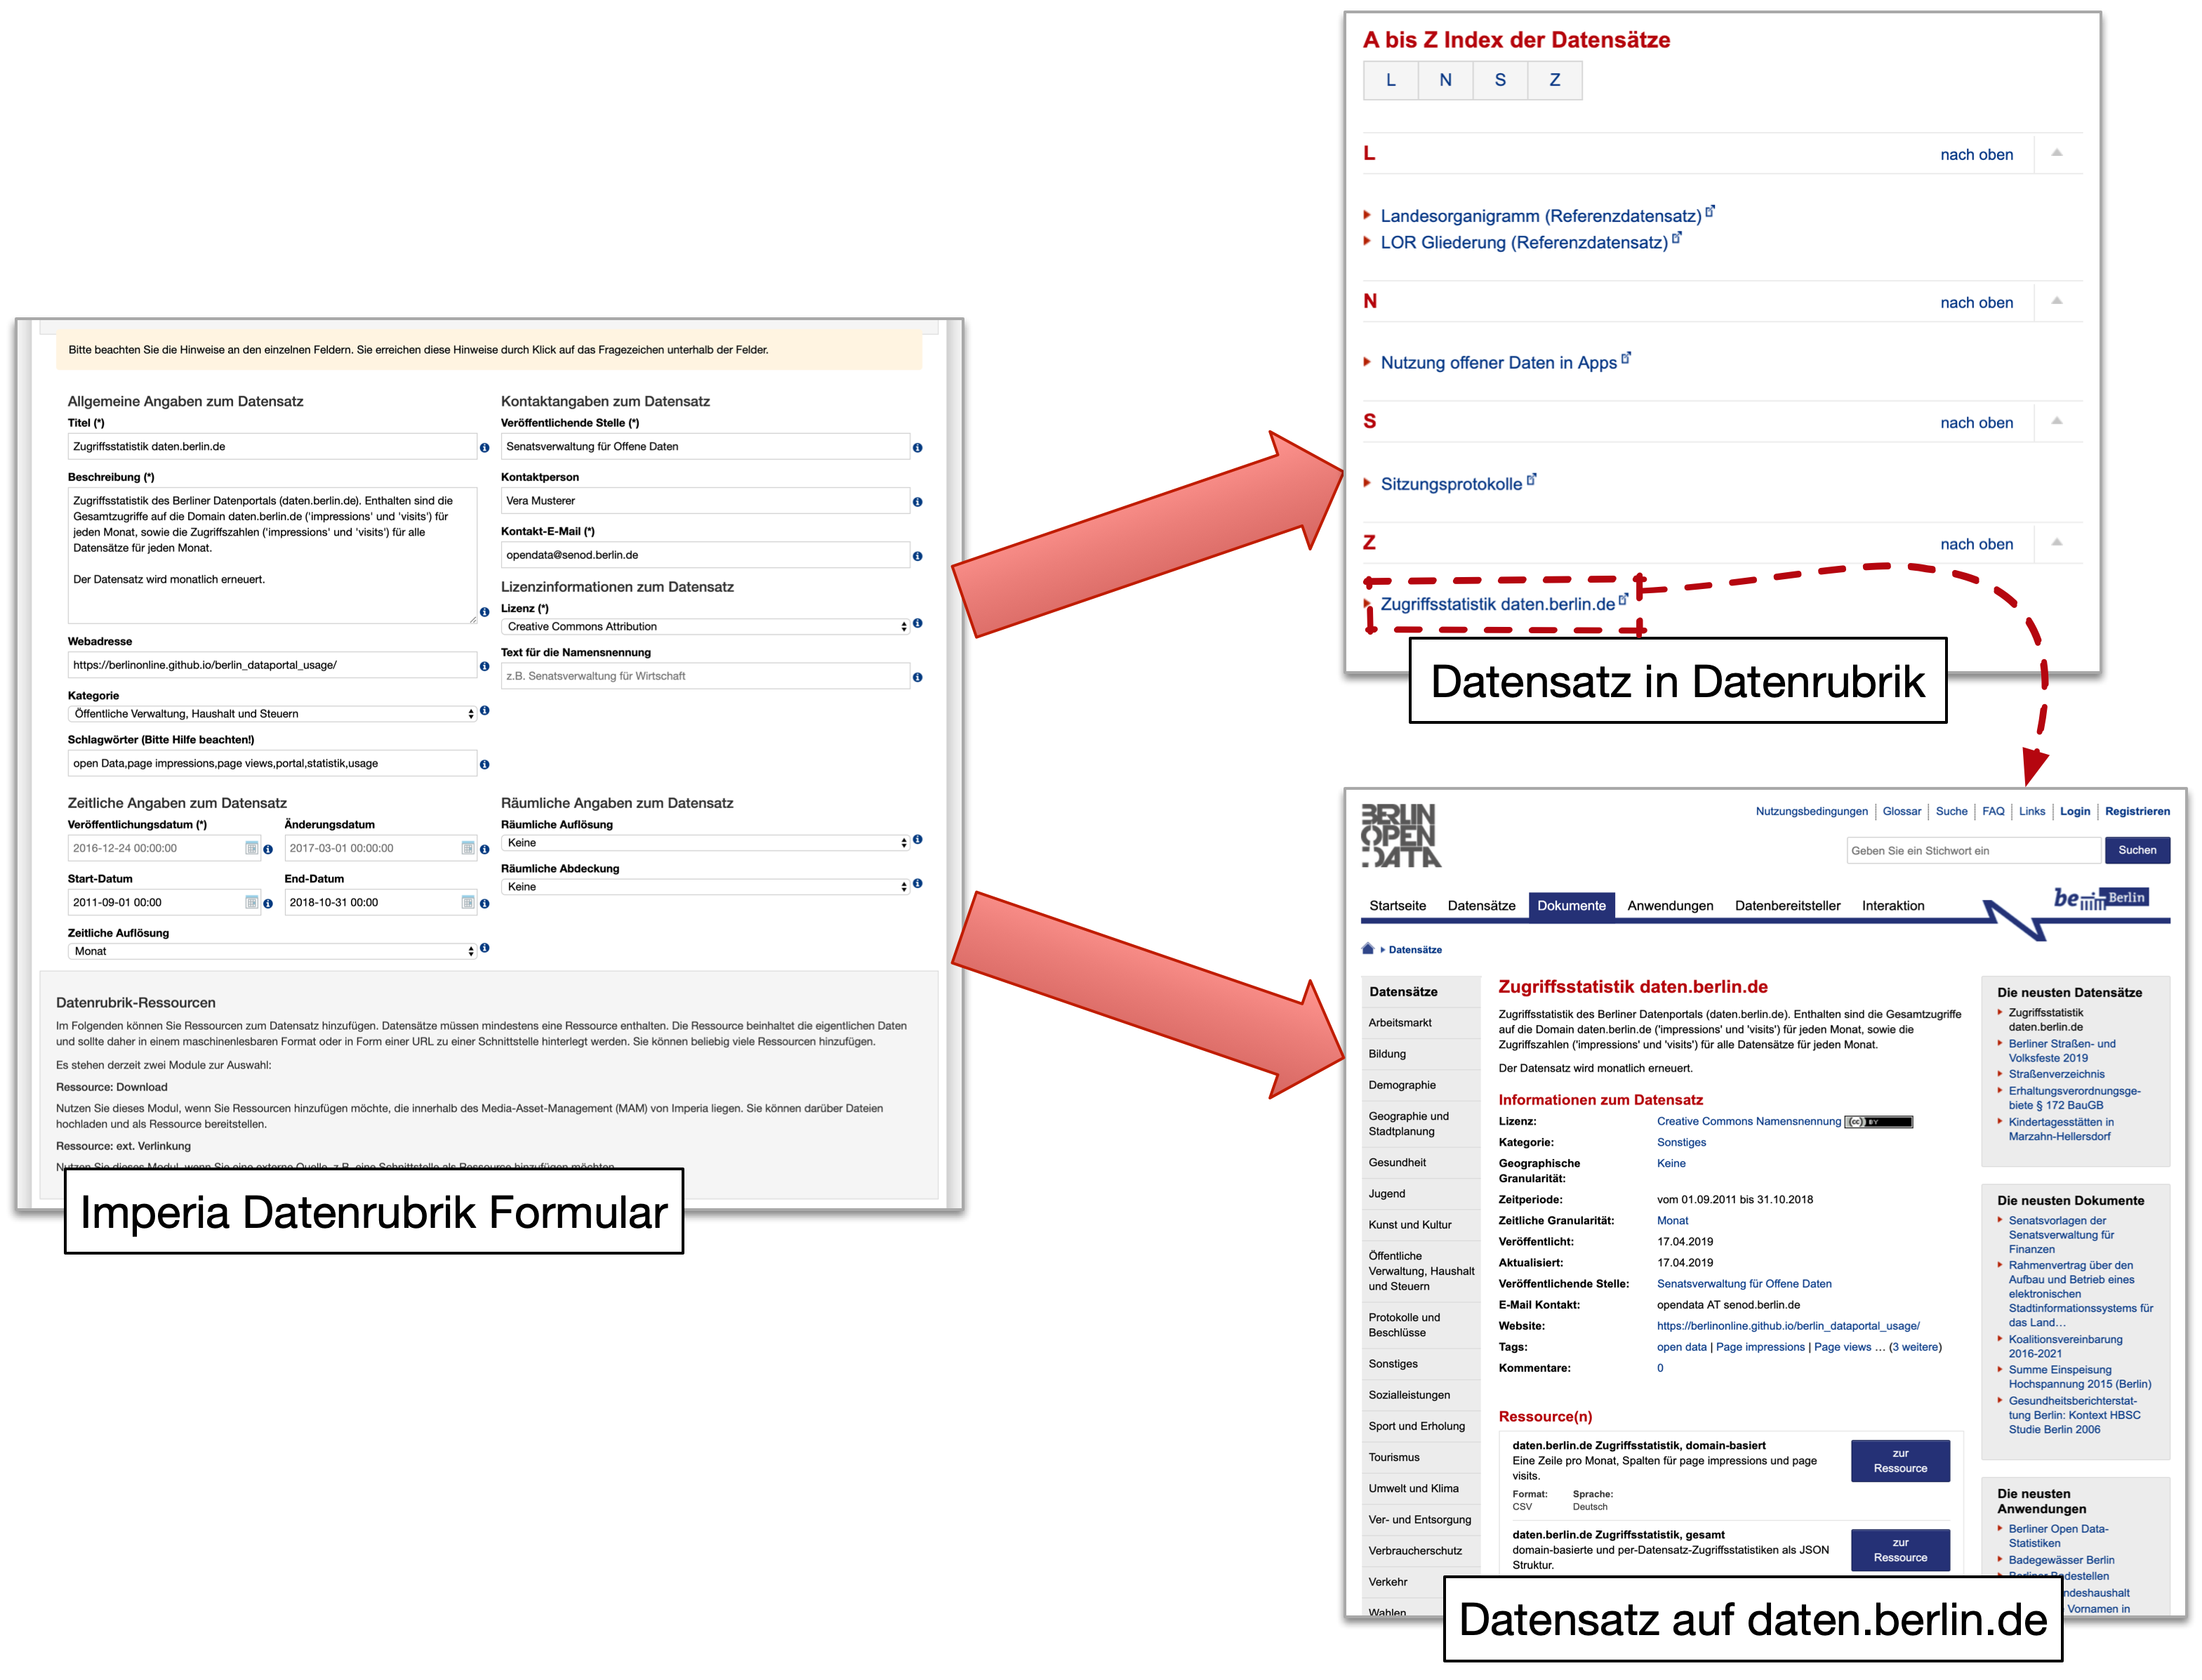 Bitte beachten Sie die Hinweise an den einzelnen Feldern. Sie erreichen diese Hinweise durch Klick auf das Fragezeichen unterhalb der Felder.
Allgemeine Angaben zum Datensatz
Titel (*)
Zugriffsstatistik daten.berlin.de
Beschreibung (*)
Zugriffsstatistik des Berliner Datenportals (daten.berlin.de). Enthalten sind die
Gesamtzugriffe auf die Domain daten.berlin.de ('impressions' und 'visits') für
jeden Monat, sowie die Zugriffszahlen ('impressions' und 'visits') für alle
Datensätze für jeden Monat.
Der Datensatz wird monatlich erneuert.
Webadresse
https://berlinonline.github.io/berlin_dataportal_usage/
Kategorie
Öffentliche Verwaltung, Haushalt und Steuern
Schlagwörter (Bitte Hilfe beachten!)
open Data,page impressions,page views,portal,statistik,usage
Kontaktangaben zum Datensatz
Veröffentlichende Stelle (*)
Senatsverwaltung für Offene Daten
Kontaktperson
Vera Musterer
Kontakt-E-Mail (*)
opendata@senod.berlin.de
Lizenzinformationen zum Datensatz
Lizenz (*)
Creative Commons Attribution
Text für die Namensnennung
z.B. Senatsverwaltung für Wirtschaft
Zeitliche Angaben zum Datensatz
Veröffentlichungsdatum (*) Änderungsdatum
2016-12-24 00:00:00 2017-03-01 00:00:00
Start-Datum End-Datum
2011-09-01 00:00 2018-10-31 00:00
Zeitliche Auflösung
Monat
Räumliche Angaben zum Datensatz
Räumliche Auflösung
Keine
Räumliche Abdeckung
Keine
Datenrubrik-Ressourcen
Im Folgenden können Sie Ressourcen zum Datensatz hinzufügen. Datensätze müssen mindestens eine Ressource enthalten. Die Ressource beinhaltet die eigentlichen Daten
und sollte daher in einem maschinenlesbaren Format oder in Form einer URL zu einer Schnittstelle hinterlegt werden. Sie können beliebig viele Ressourcen hinzufügen.
Es stehen derzeit zwei Module zur Auswahl:
Ressource: Download
Nutzen Sie dieses Modul, wenn Sie Ressourcen hinzufügen möchte, die innerhalb des Media-Asset-Management (MAM) von Imperia liegen. Sie können darüber Dateien
hochladen und als Ressource bereitstellen.
Ressource: ext. Verlinkung
Nutzen Sie dieses Modul, wenn Sie eine externe Quelle, z.B. eine Schnittstelle als Ressource hinzufügen möchten
Imperia Datenrubrik Formular
A bis Z Index der Datensätze
L N S Z
L nach oben
Landesorganigramm (Referenzdatensatz)
LOR Gliederung (Referenzdatensatz)
N nach oben
Nutzung offener Daten in Apps
S nach oben
Sitzungsprotokolle
Z nach oben
Zugriffsstatistik daten.berlin.de
Datensatz in Datenrubrik
BERLIN
OPEN
DATA
Nutzungsbedingungen Glossar Suche FAQ Links Login Registrieren
Geben Sie ein Stichwort ein Suchen
Startseite Datensätze Dokumente Anwendungen Datenbereitsteller Interaktion
be Berlin
Datensätze
Datensätze
Arbeitsmarkt
Bildung
Demographie
Geographie und
Stadtplanung
Gesundheit
Jugend
Kunst und Kultur
Öffentliche
Verwaltung, Haushalt
und Steuern
Protokolle und
Beschlüsse
Sonstiges
Sozialleistungen
Sport und Erholung
Tourismus
Umwelt und Klima
Ver- und Entsorgung
Verbraucherschutz
Verkehr
Wahlen
Zugriffsstatistik daten.berlin.de
Zugriffsstatistik des Berliner Datenportals (daten.berlin.de). Enthalten sind die Gesamtzugriffe
auf die Domain daten.berlin.de ('impressions' und 'visits') für jeden Monat, sowie die
Zugriffszahlen ('impressions' und 'visits') für alle Datensätze für jeden Monat.
Der Datensatz wird monatlich erneuert.
Informationen zum Datensatz
Lizenz: Creative Commons Namensnennung (cc) BY
Kategorie: Sonstiges
Geographische Keine
Granularität:
Zeitperiode: vom 01.09.2011 bis 31.10.2018
Zeitliche Granularität: Monat
Veröffentlicht: 17.04.2019
Aktualisiert: 17.04.2019
Veröffentlichende Stelle: Senatsverwaltung für Offene Daten
E-Mail Kontakt: opendata AT senod.berlin.de
Website: https://berlinonline.github.io/berlin_dataportal_usage/
Tags: open data | Page impressions | Page views … (3 weitere)
Kommentare: 0
Ressource(n)
daten.berlin.de Zugriffsstatistik, domain-basiert
Eine Zeile pro Monat, Spalten für page impressions und page
visits.
Format: Sprache:
CSV Deutsch
zur
Ressource
daten.berlin.de Zugriffsstatistik, gesamt
domain-basierte und per-Datensatz-Zugriffsstatistiken als JSON
Struktur.
zur
Ressource
Die neusten Datensätze
Zugriffsstatistik
daten.berlin.de
Berliner Straßen- und
Volksfeste 2019
Straßenverzeichnis
Erhaltungsverordnungsge-
biete § 172 BauGB
Kindertagesstätten in
Marzahn-Hellersdorf
Die neusten Dokumente
Senatsvorlagen der
Senatsverwaltung für
Finanzen
Rahmenvertrag über den
Aufbau und Betrieb eines
elektronischen
Stadtinformationssystems für
das Land…
Koalitionsvereinbarung
2016-2021
Summe Einspeisung
Hochspannung 2015 (Berlin)
Gesundheitsberichterstat-
tung Berlin: Kontext HBSC
Studie Berlin 2006
Die neusten
Anwendungen
Berliner Open Data-
Statistiken
Badegewässer Berlin
Berliner Badestellen
ndeshaushalt
Vornamen in
Datensatz auf daten.berlin.de